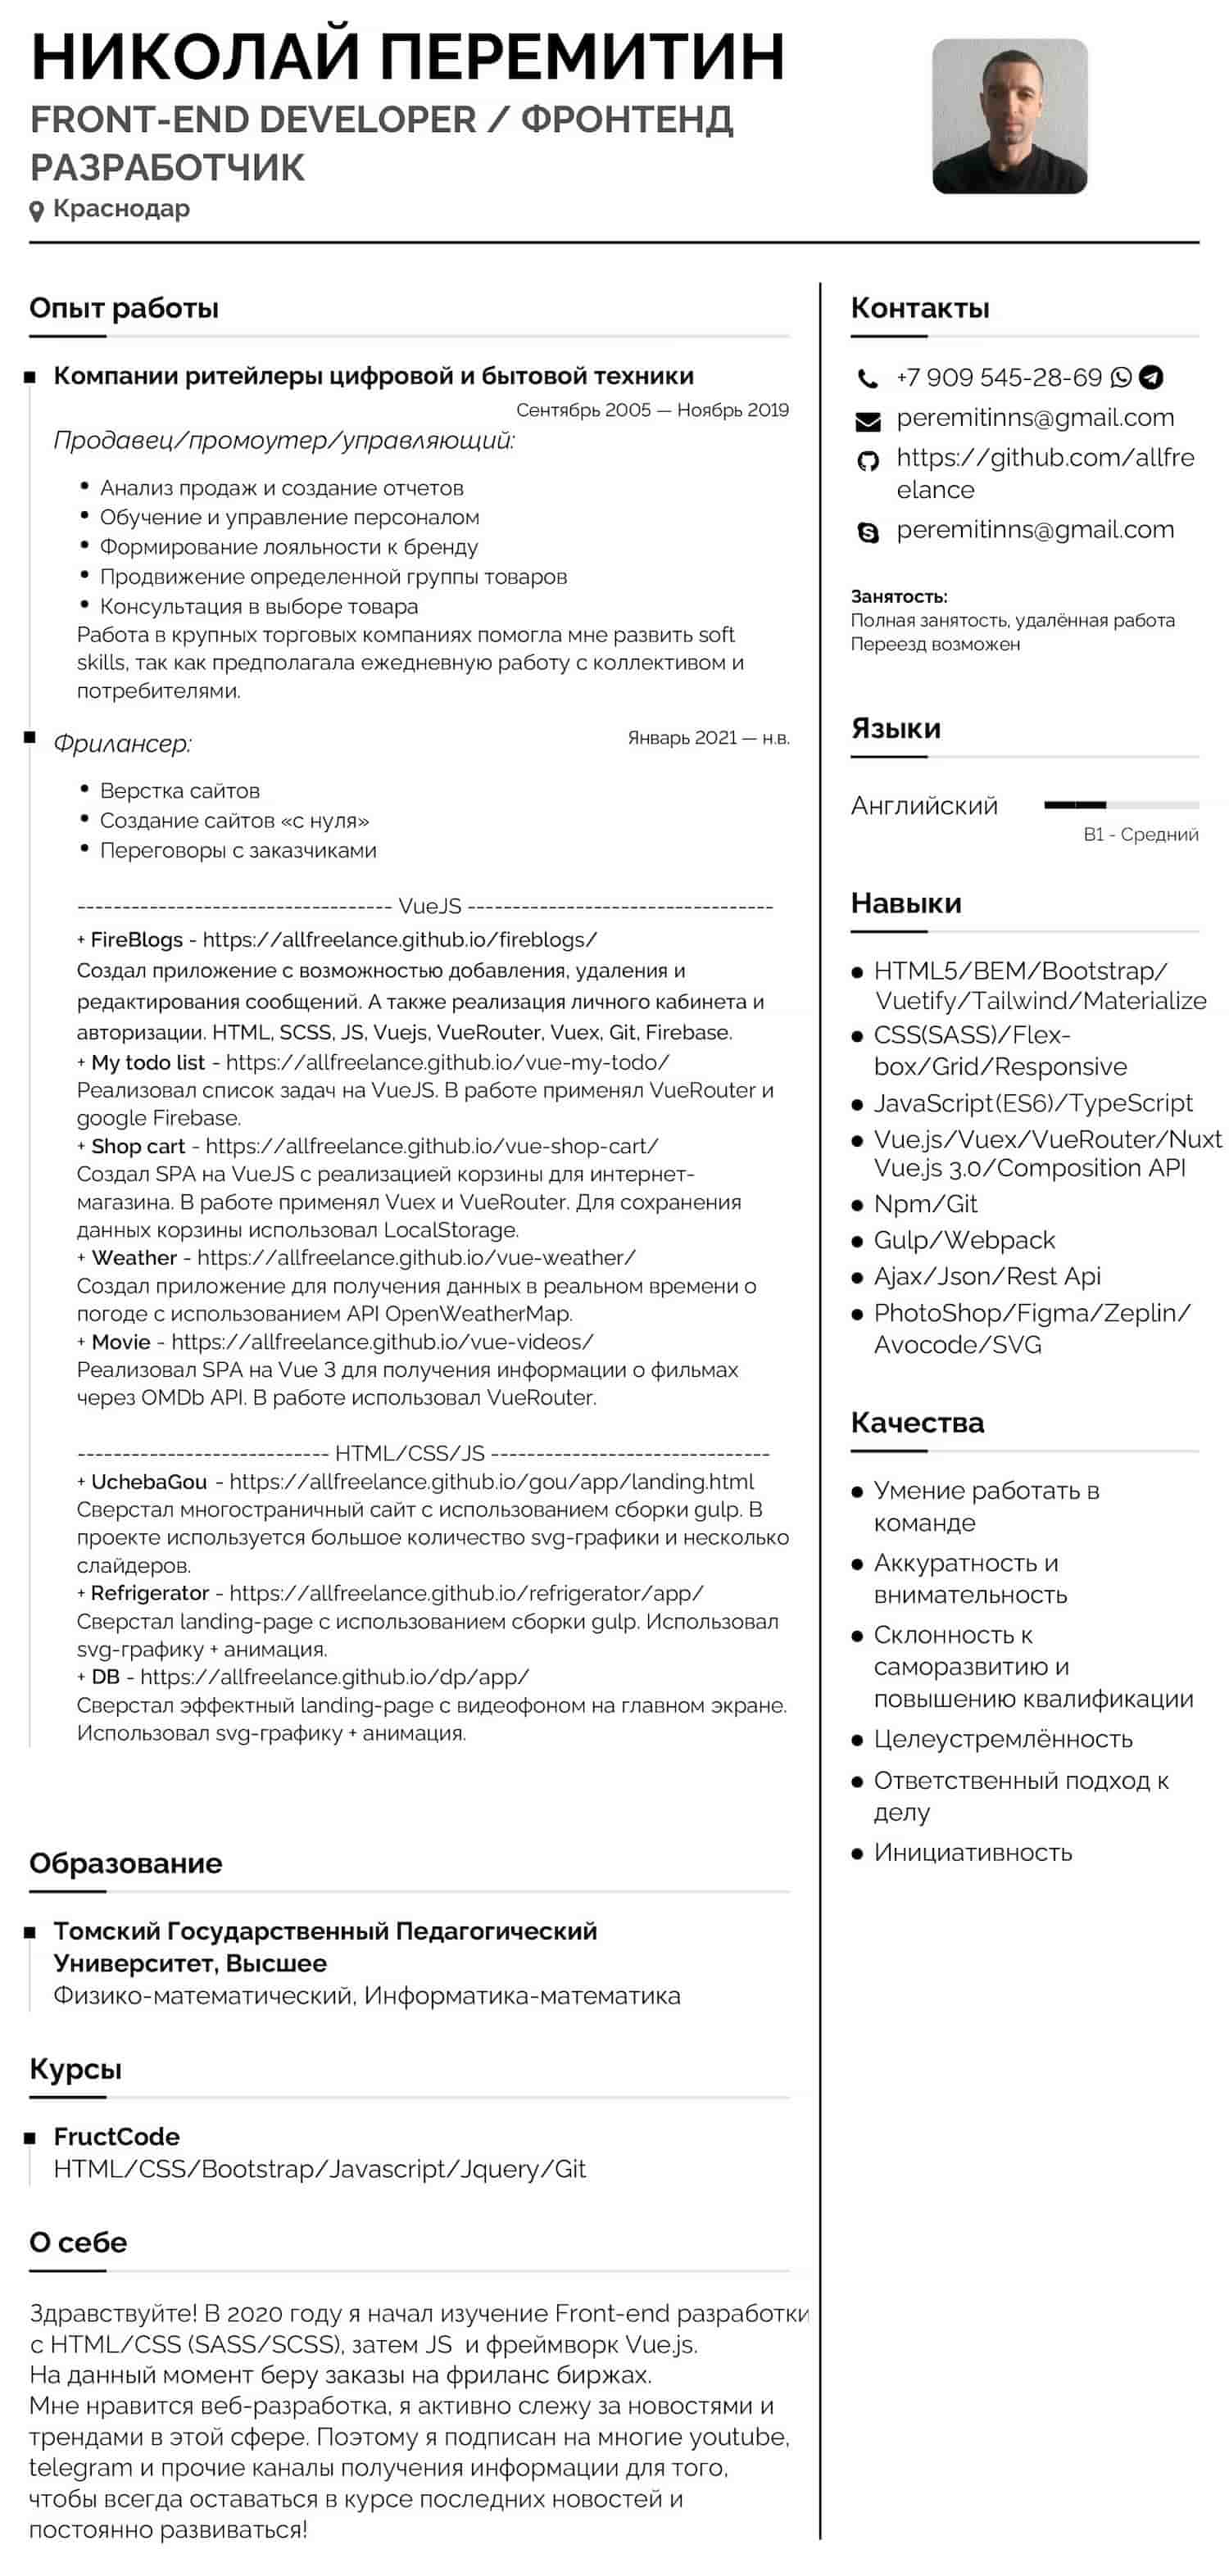 НИКОЛАЙ ПЕРЕМИТИН
FRONT-END DEVELOPER / ФРОНТЕНД
РАЗРАБОТЧИК
Краснодар
Опыт работы
Компании ритейлеры цифровой и бытовой техники
Сентябрь 2005 — Ноябрь 2019
Продавец/промоутер/управляющий:
• Анализ продаж и создание отчетов
• Обучение и управление персоналом
• Формирование лояльности к бренду
• Продвижение определенной группы товаров
• Консультация в выборе товара
Работа в крупных торговых компаниях помогла мне развить soft
skills, так как предполагала ежедневную работу с коллективом и
потребителями.
Фрилансер:
Январь 2021 — н.в.
• Верстка сайтов
• Создание сайтов «с нуля»
• Переговоры с заказчиками
----------------------------------- VueJS ----------------------------------
+ FireBlogs - https://allfreelance.github.io/fireblogs/
Создал приложение с возможностью добавления, удаления и
редактирования сообщений. А также реализация личного кабинета и
авторизации. HTML, SCSS, JS, Vuejs, VueRouter, Vuex, Git, Firebase.
+ My todo list - https://allfreelance.github.io/vue-my-todo/
Реализовал список задач на VueJS. В работе применял VueRouter и
google Firebase.
+ Shop cart - https://allfreelance.github.io/vue-shop-cart/
Создал SPA на VueJS с реализацией корзины для интернет-
магазина. В работе применял Vuex и VueRouter. Для сохранения
данных корзины использовал LocalStorage.
+ Weather - https://allfreelance.github.io/vue-weather/
Создал приложение для получения данных в реальном времени о
погоде с использованием API OpenWeatherMap.
+ Movie - https://allfreelance.github.io/vue-videos/
Реализовал SPA на Vue 3 для получения информации о фильмах
через OMDb API. В работе использовал VueRouter.
---------------------------- HTML/CSS/JS -------------------------------
+ UchebaGou - https://allfreelance.github.io/gou/app/landing.html
Сверстал многостраничный сайт с использованием сборки gulp. В
проекте используется большое количество svg-графики и несколько
слайдеров.
+ Refrigerator - https://allfreelance.github.io/refrigerator/app/
Сверстал landing-page с использованием сборки gulp. Использовал
svg-графику + анимация.
+ DB - https://allfreelance.github.io/dp/app/
Сверстал эффектный landing-page с видеофоном на главном экране.
Использовал svg-графику + анимация.
Образование
Томский Государственный Педагогический
Университет, Высшее
Физико-математический, Информатика-математика
Курсы
FructCode
HTML/CSS/Bootstrap/Javascript/Jquery/Git
О себе
Здравствуйте! В 2020 году я начал изучение Front-end разработки
с HTML/CSS (SASS/SCSS), затем JS и фреймворк Vue.js.
На данный момент беру заказы на фриланс биржах.
Мне нравится веб-разработка, я активно слежу за новостями и
трендами в этой сфере. Поэтому я подписан на многие youtube,
telegram и прочие каналы получения информации для того,
чтобы всегда оставаться в курсе последних новостей и
постоянно развиваться!
Контакты
+7 909 545-28-69
peremitinns@gmail.com
https://github.com/allfre
elance
peremitinns@gmail.com
Занятость:
Полная занятость, удалённая работа
Переезд возможен
Языки
Английский
B1 - Средний
Навыки
• HTML5/BEM/Bootstrap/
Vuetify/Tailwind/Materialize
• CSS(SASS)/Flex-
box/Grid/Responsive
• JavaScript(ES6)/TypeScript
• Vue.js/Vuex/VueRouter/Nuxt
Vue.js 3.0/Composition API
• Npm/Git
• Gulp/Webpack
• Ajax/Json/Rest Api
• PhotoShop/Figma/Zeplin/
Avocode/SVG
Качества
• Умение работать в
команде
• Аккуратность и
внимательность
• Склонность к
саморазвитию и
повышению квалификации
• Целеустремлённость
• Ответственный подход к
делу
• Инициативность